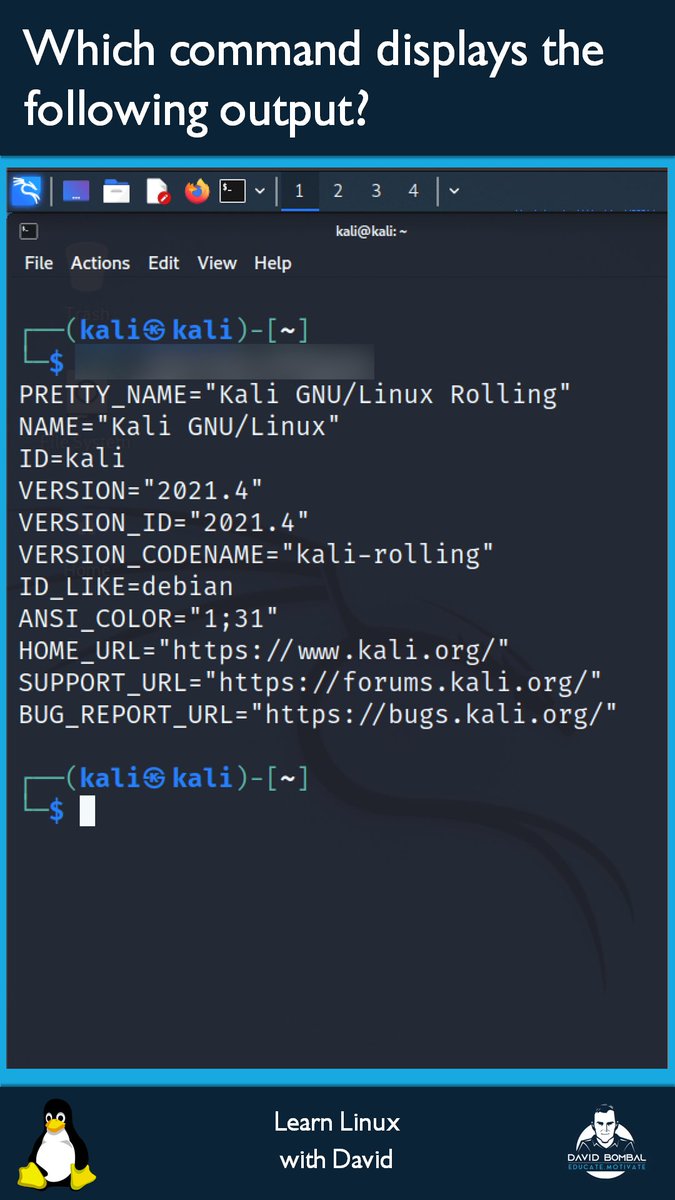 Which command displays the
following output?
1 2 3 4
kali@kali: ~
File Actions Edit View Help
┌──(kali㉿kali)-[~]
└─$
PRETTY_NAME="Kali GNU/Linux Rolling"
NAME="Kali GNU/Linux"
ID=kali
VERSION="2021.4"
VERSION_ID="2021.4"
VERSION_CODENAME="kali-rolling"
ID_LIKE=debian
ANSI_COLOR="1;31"
HOME_URL="https://www.kali.org/"
SUPPORT_URL="https://forums.kali.org/"
BUG_REPORT_URL="https://bugs.kali.org/"
┌──(kali㉿kali)-[~]
└─$
Learn Linux
with David
DAVID BOMBAL
EDUCATE MOTIVATE